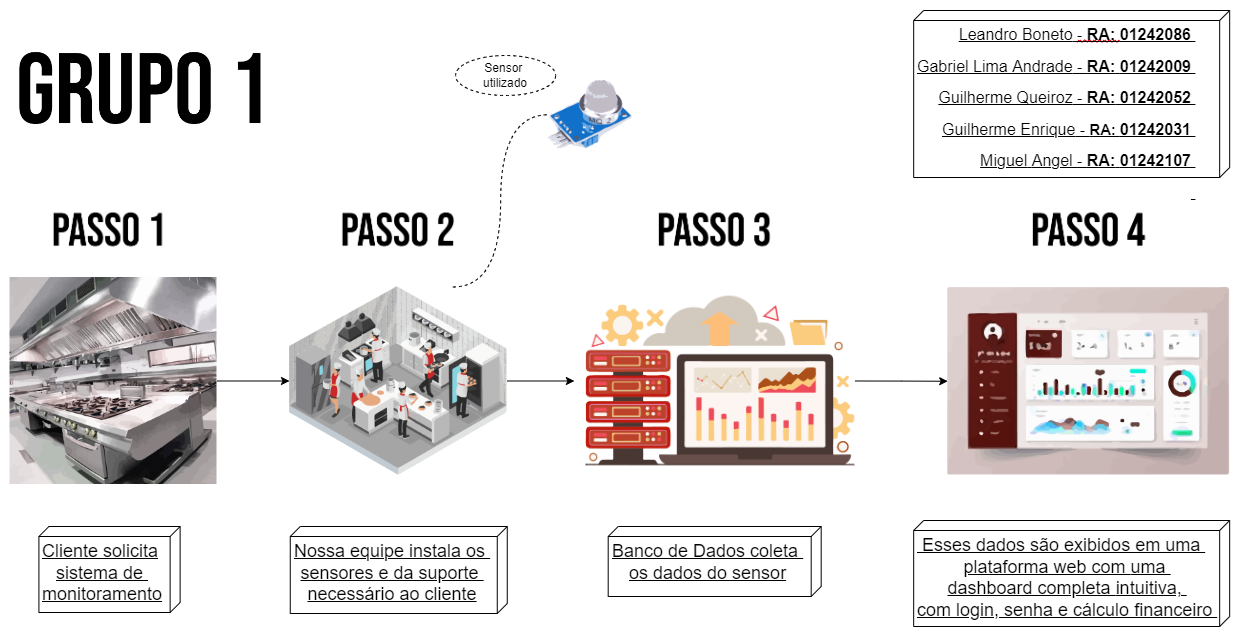 GRUPO 1
Sensor
utilizado
MQ 2
Leandro Boneto - RA: 01242086
Gabriel Lima Andrade - RA: 01242009
Guilherme Queiroz - RA: 01242052
Guilherme Enrique - RA: 01242031
Miguel Angel - RA: 01242107
PASSO 1
PASSO 2
PASSO 3
PASSO 4
Cliente solicita
sistema de
monitoramento
Nossa equipe instala os
sensores e da suporte
necessário ao cliente
Banco de Dados coleta
os dados do sensor
Esses dados são exibidos em uma
plataforma web com uma
dashboard completa intuitiva,
com login, senha e cálculo financeiro